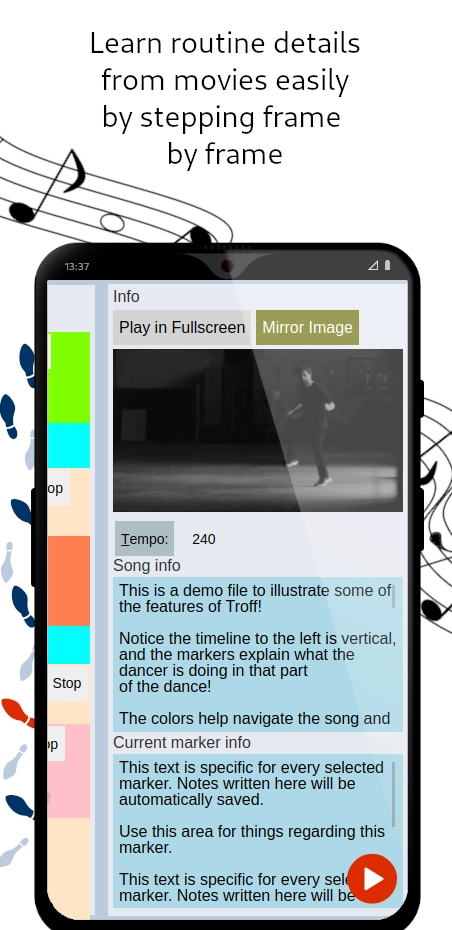 Learn routine details
from movies easily
by stepping frame
by frame
13:37
Info
Play in Fullscreen
Mirror Image
op
Tempo:
240
Song info
This is a demo file to illustrate some of
the features of Troff!
Notice the timeline to the left is vertical,
and the markers explain what the
dancer is doing in that part
of the dance!
The colors help navigate the song and
Stop
Current marker info
op
This text is specific for every selected
marker. Notes written here will be
automatically saved.
Use this area for things regarding this
marker.
This text is specific for every sele
marker. Notes written here will be